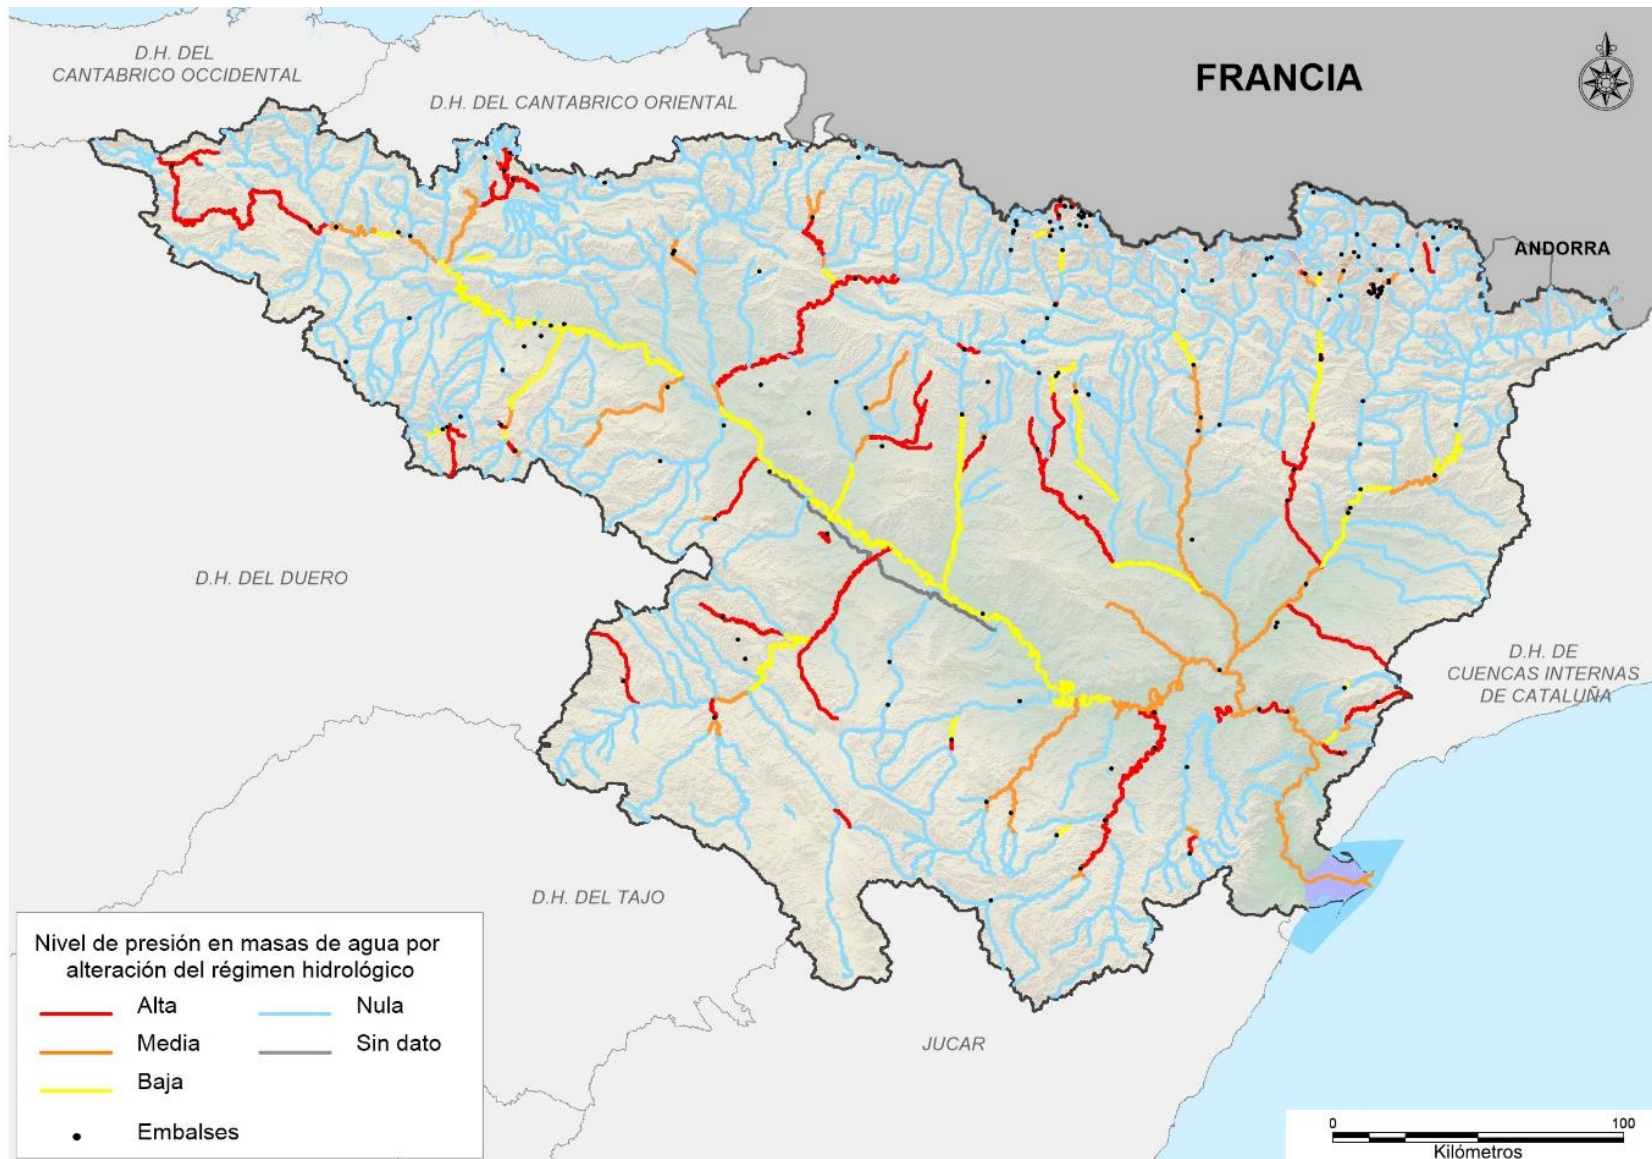 D.H. DEL
CANTABRICO OCCIDENTAL
D.H. DEL CANTABRICO ORIENTAL
FRANCIA
ANDORRA
D.H. DEL DUERO
D.H. DE
CUENCAS INTERNAS
DE CATALUÑA
D.H. DEL TAJO
JUCAR
Nivel de presión en masas de agua por
alteración del régimen hidrológico
Alta
Nula
Media
Sin dato
Baja
Embalses
0 100
Kilómetros